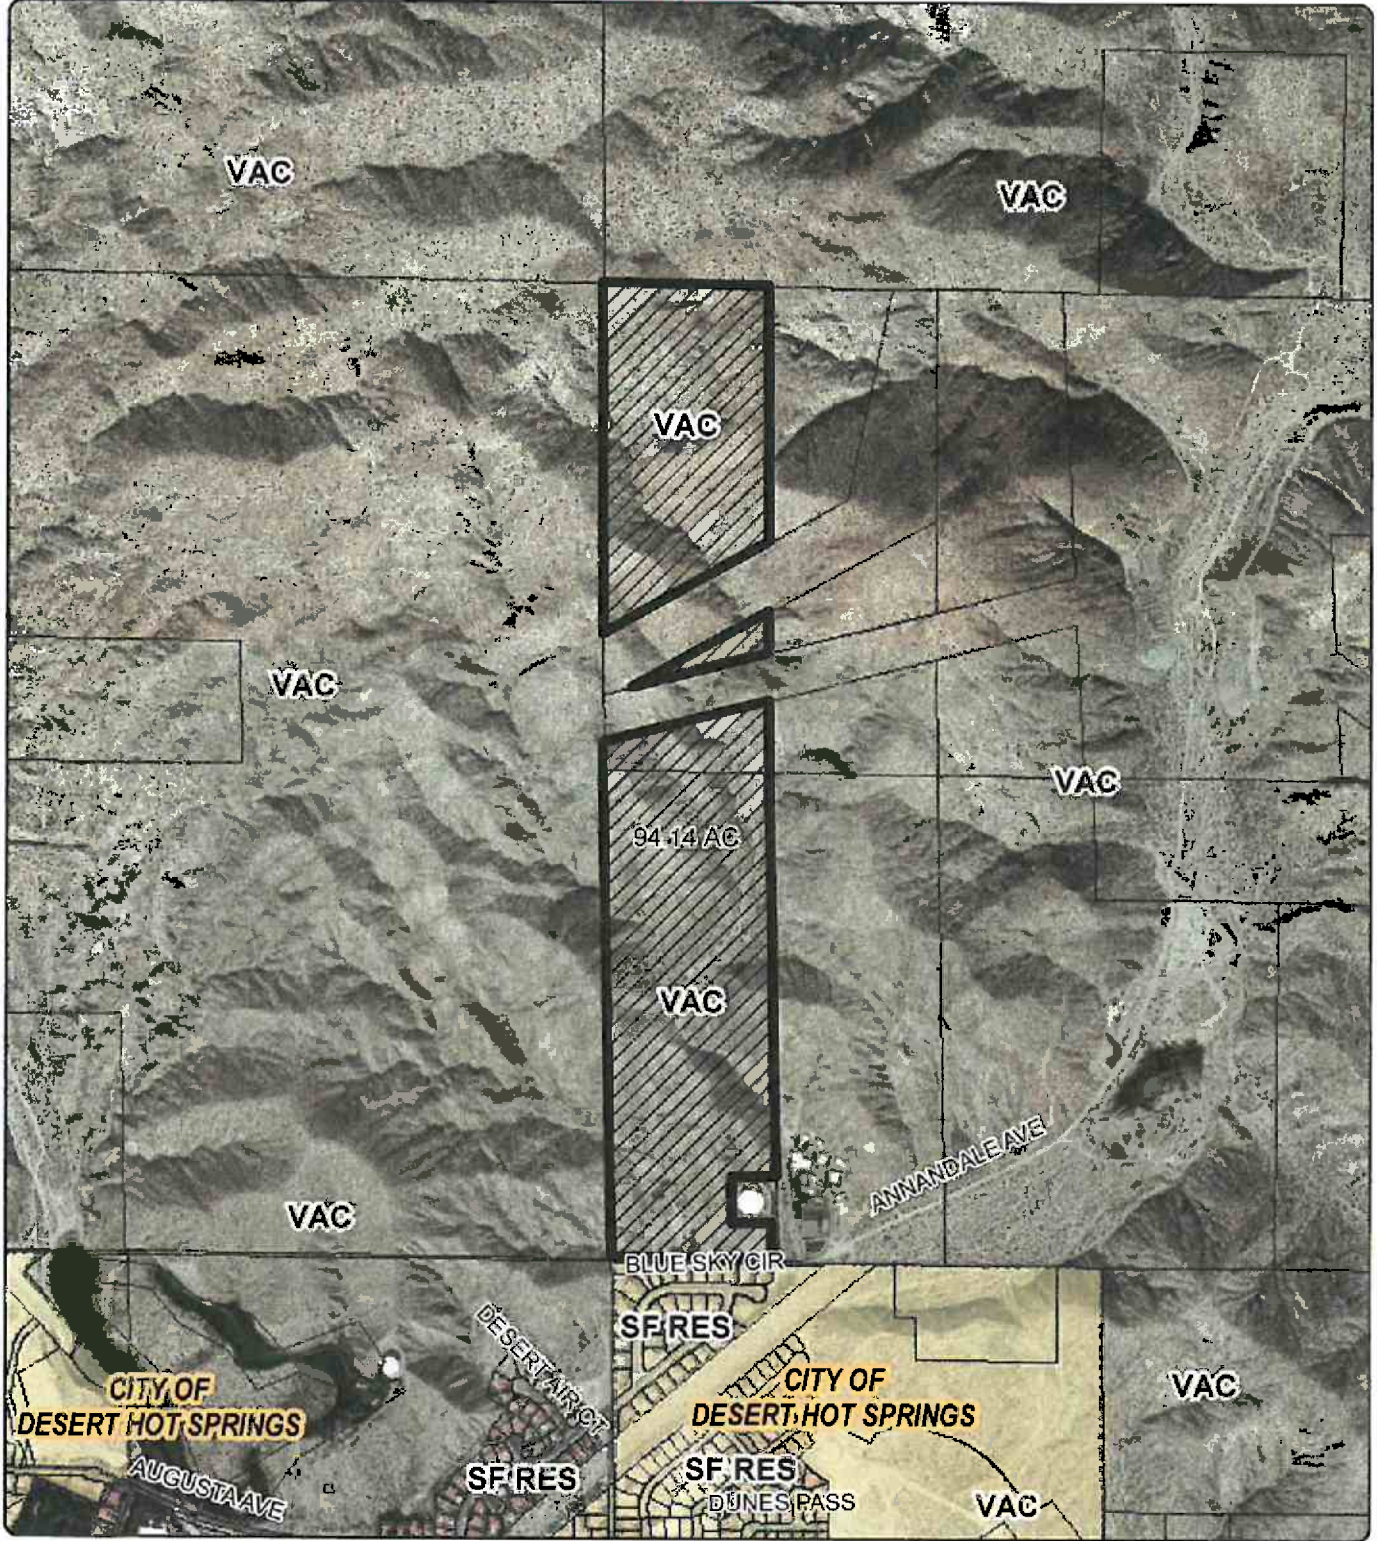 VAC
VAC
VAC
VAC
VAC
94.14 AC
VAC
ANNANDALE AVE
VAC
BLUE SKY CIR
DESERT AIR CT
SF RES
CITY OF
DESERT HOT SPRINGS
CITY OF
DESERT HOT SPRINGS
VAC
AUGUSTA AVE
SF RES
SF RES
DUNES PASS
VAC